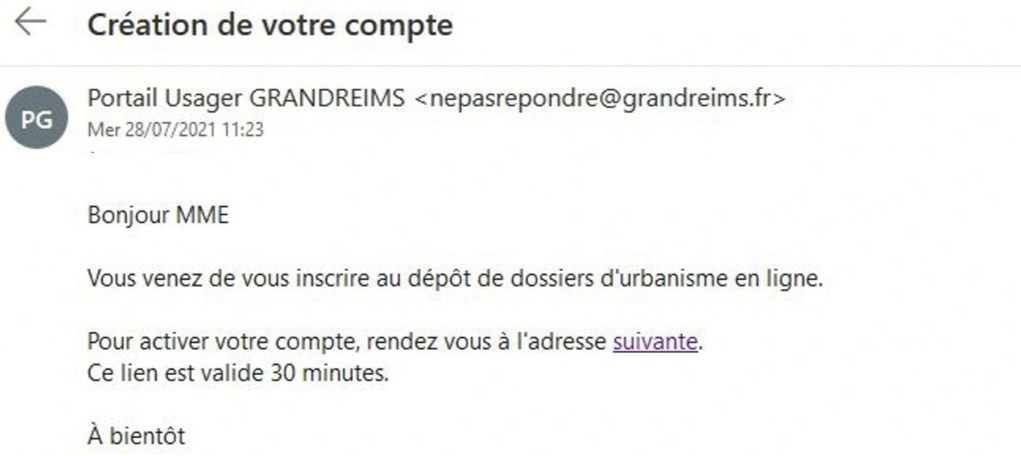 Création de votre compte
Portail Usager GRANDREIMS <nepasrepondre@grandreims.fr>
PG
Mer 28/07/2021 11:23
Bonjour MME
Vous venez de vous inscrire au dépôt de dossiers d'urbanisme en ligne.
Pour activer votre compte, rendez vous à l'adresse suivante.
Ce lien est valide 30 minutes.
À bientôt